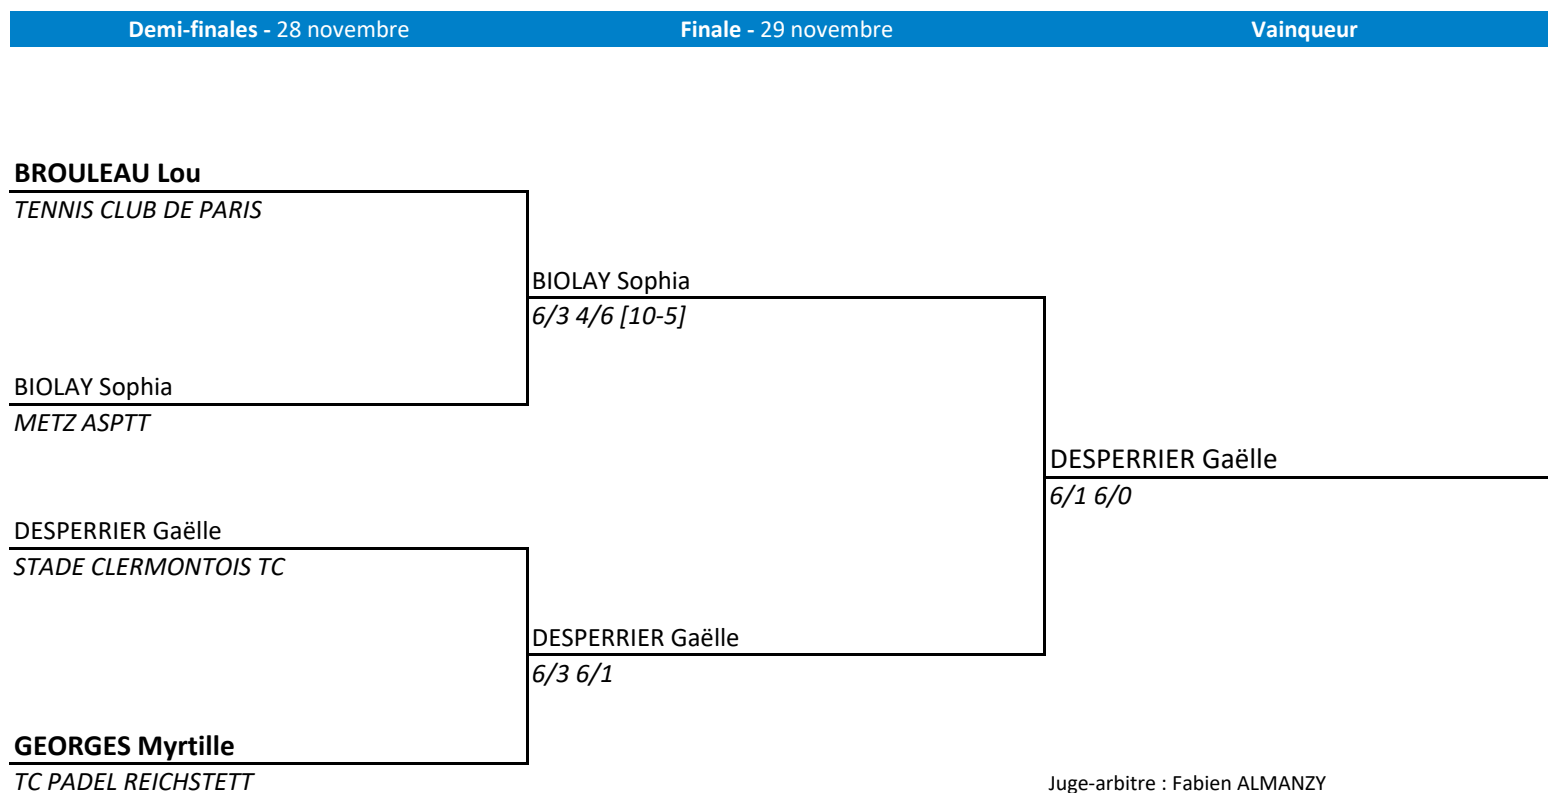 Demi-finales - 28 novembre
Finale - 29 novembre
Vainqueur
BROULEAU Lou
TENNIS CLUB DE PARIS
BIOLAY Sophia
6/3 4/6 [10-5]
BIOLAY Sophia
METZ ASPTT
DESPERRIER Gaëlle
6/1 6/0
DESPERRIER Gaëlle
STADE CLERMONTOIS TC
DESPERRIER Gaëlle
6/3 6/1
GEORGES Myrtille
TC PADEL REICHSTETT
Juge-arbitre : Fabien ALMANZY